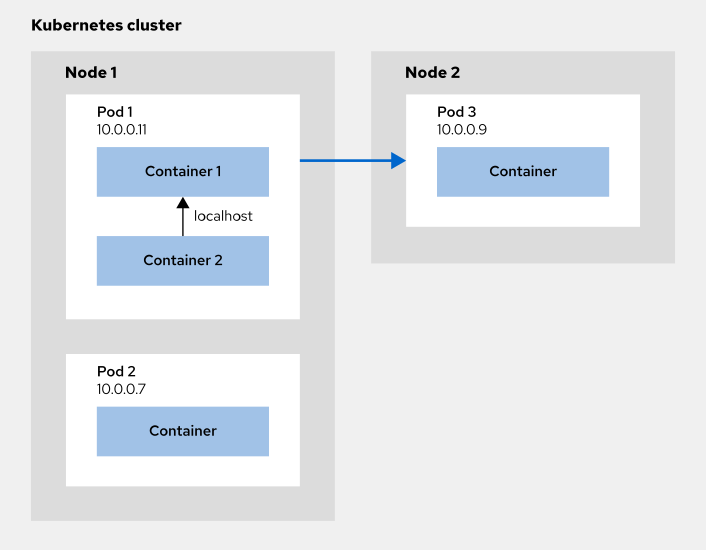 Kubernetes cluster
Node 1
Pod 1
10.0.0.11
Container 1
localhost
Container 2
Pod 2
10.0.0.7
Container
Node 2
Pod 3
10.0.0.9
Container